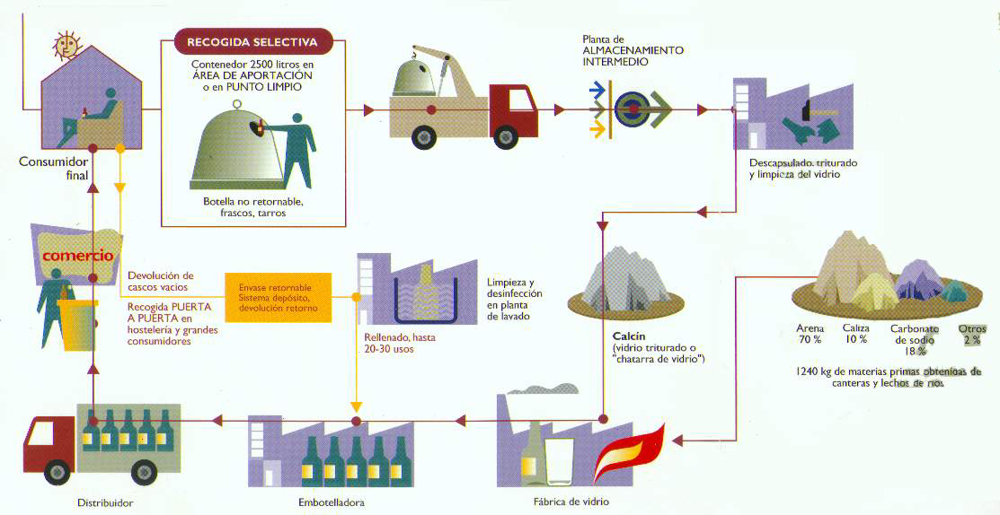 RECOGIDA SELECTIVA
Contenedor 2500 litros en
ÁREA DE APORTACIÓN
o en PUNTO LIMPIO
Botella no retornable,
frascos, tarros
Planta de
ALMACENAMIENTO
INTERMEDIO
Descapsulado. triturado
y limpieza del vidrio
Consumidor
final
comercio
Devolución de
cascos vacios
Recogida PUERTA
A PUERTA en
hostelería y grandes
consumidores
Envase retornable
Sistema depósito,
devolución retorno
Limpieza y
desinfección
en planta
de lavado
Rellenado, hasta
20-30 usos
Calcín
(vidrio triturado o
"chatarra de vidrio")
Arena
70 %
Caliza
10 %
Carbonato
de sodio
18 %
Otros
2 %
1240 kg de materias primas obtenidas de
canteras y lechos de ríos.
Distribuidor
Embotelladora
Fábrica de vidrio